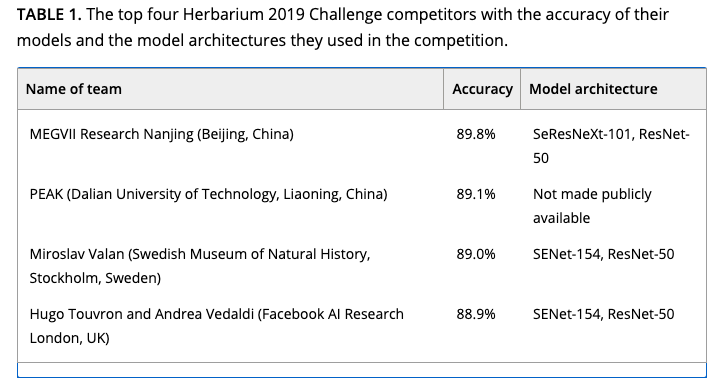 TABLE 1. The top four Herbarium 2019 Challenge competitors with the accuracy of their
models and the model architectures they used in the competition.
Name of team Accuracy Model architecture
MEGVII Research Nanjing (Beijing, China) 89.8% SeResNeXt-101, ResNet-
50
PEAK (Dalian University of Technology, Liaoning, China) 89.1% Not made publicly
available
Miroslav Valan (Swedish Museum of Natural History, 89.0% SENet-154, ResNet-50
Stockholm, Sweden)
Hugo Touvron and Andrea Vedaldi (Facebook AI Research 88.9% SENet-154, ResNet-50
London, UK)